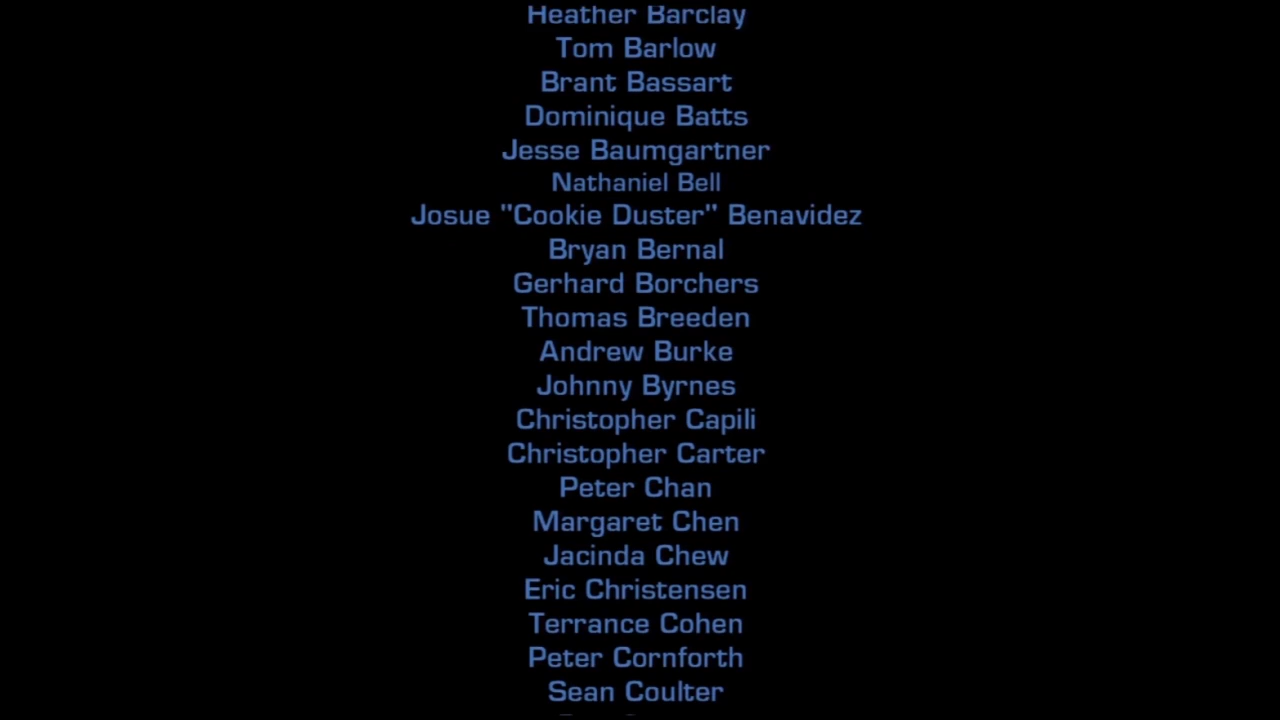 Heather Barclay
Tom Barlow
Brant Bassart
Dominique Batts
Jesse Baumgartner
Nathaniel Bell
Josue "Cookie Duster" Benavidez
Bryan Bernal
Gerhard Borchers
Thomas Breeden
Andrew Burke
Johnny Byrnes
Christopher Capili
Christopher Carter
Peter Chan
Margaret Chen
Jacinda Chew
Eric Christensen
Terrance Cohen
Peter Cornforth
Sean Coulter